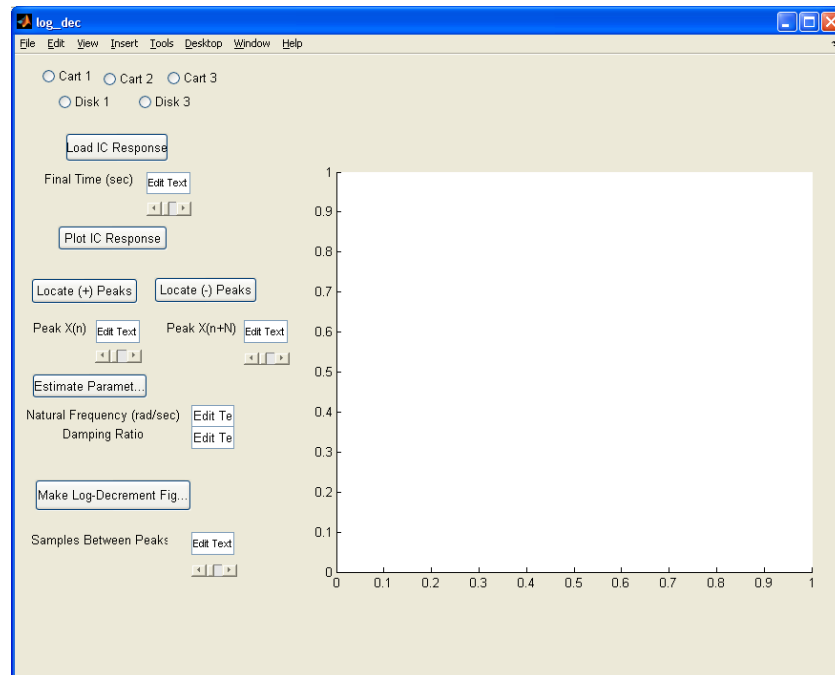 log_dec
File Edit View Insert Tools Desktop Window Help
Cart 1 Cart 2 Cart 3
Disk 1 Disk 3
Load IC Response
Final Time (sec) Edit Text
Plot IC Response
Locate (+) Peaks Locate (-) Peaks
Peak X(n) Edit Text Peak X(n+N) Edit Text
Estimate Paramet...
Natural Frequency (rad/sec) Edit Te
Damping Ratio Edit Te
Make Log-Decrement Fig...
Samples Between Peaks Edit Text
1
0.9
0.8
0.7
0.6
0.5
0.4
0.3
0.2
0.1
0
0 0.1 0.2 0.3 0.4 0.5 0.6 0.7 0.8 0.9 1